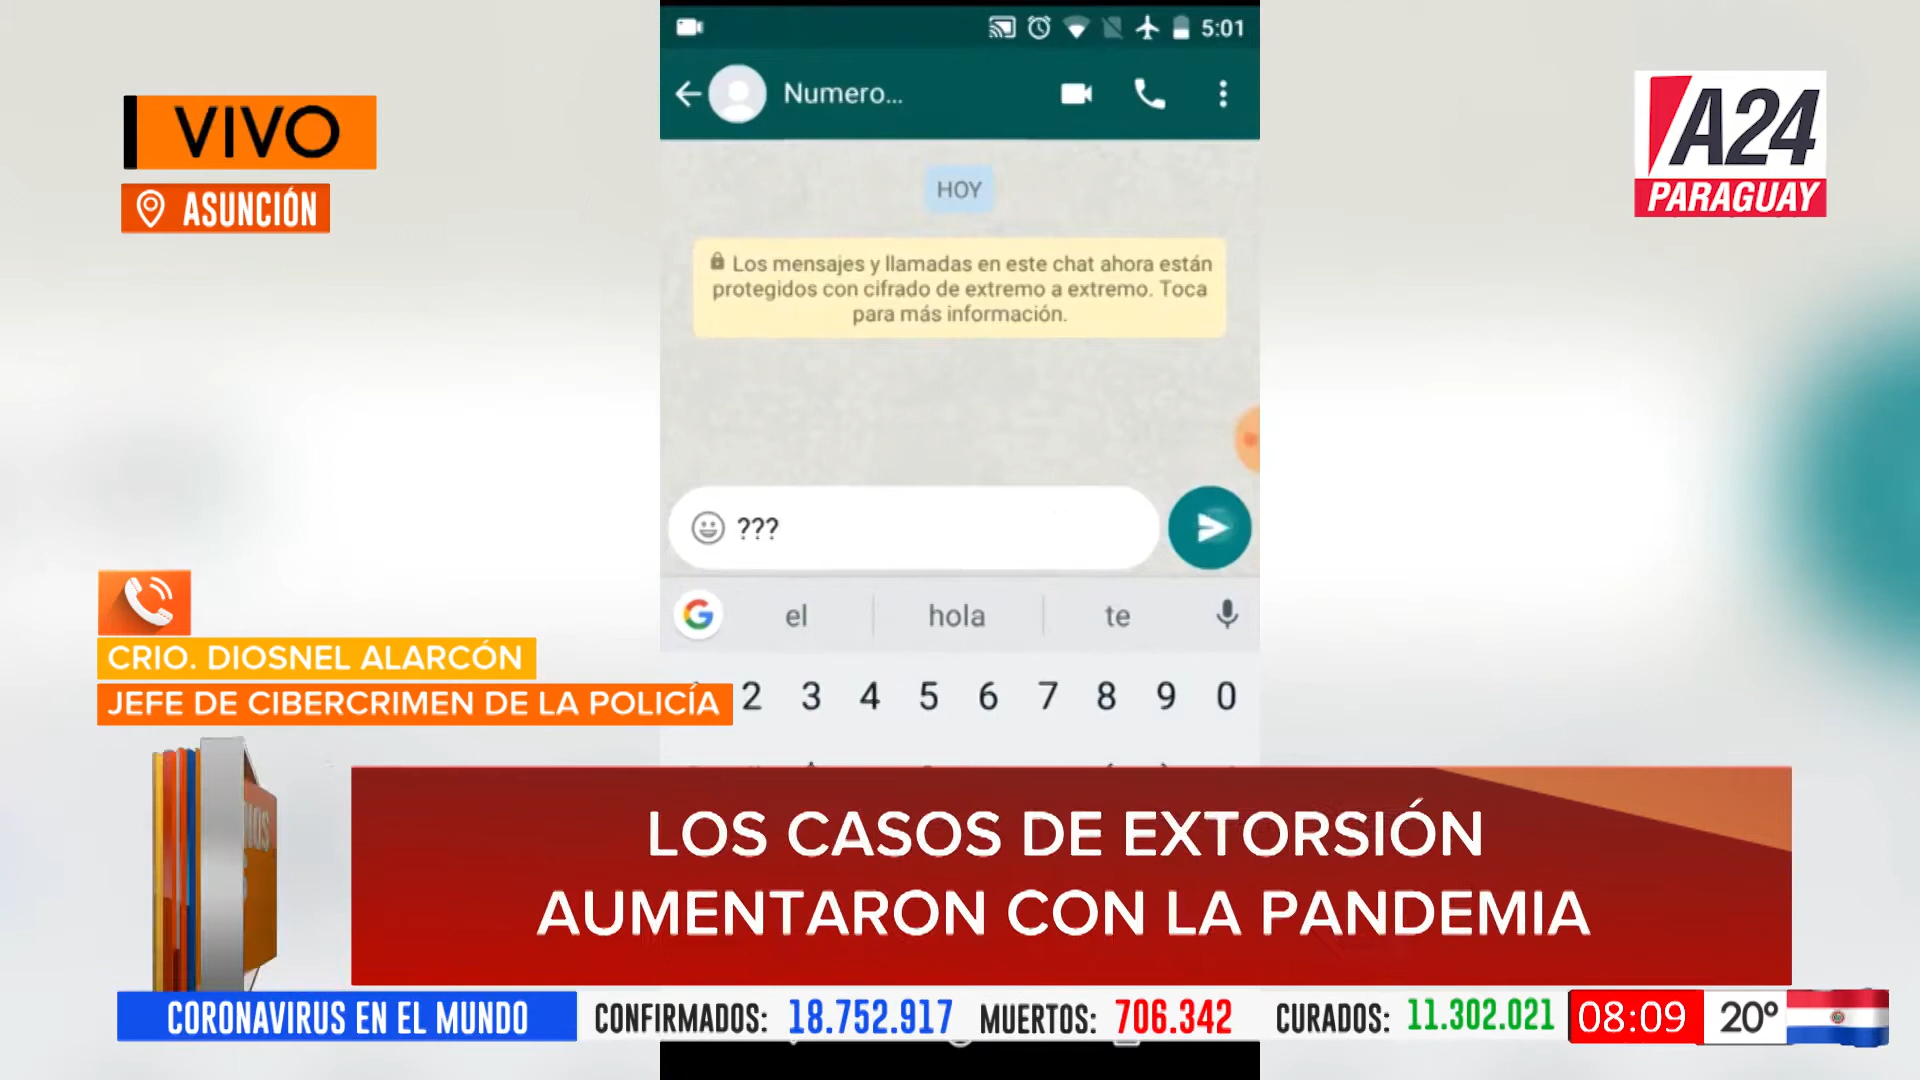 5:01
VIVO
ASUNCIÓN
Numero...
A24
PARAGUAY
HOY
Los mensajes y llamadas en este chat ahora están
protegidos con cifrado de extremo a extremo. Toca
para más información.
???
el hola te
CRIO. DIOSNEL ALARCÓN
JEFE DE CIBERCRIMEN DE LA POLICÍA
2 3 4 5 6 7 8 9 0
LOS CASOS DE EXTORSIÓN
AUMENTARON CON LA PANDEMIA
CORONAVIRUS EN EL MUNDO CONFIRMADOS: 18.752.917 MUERTOS: 706.342 CURADOS: 11.302.021 08:09 20º